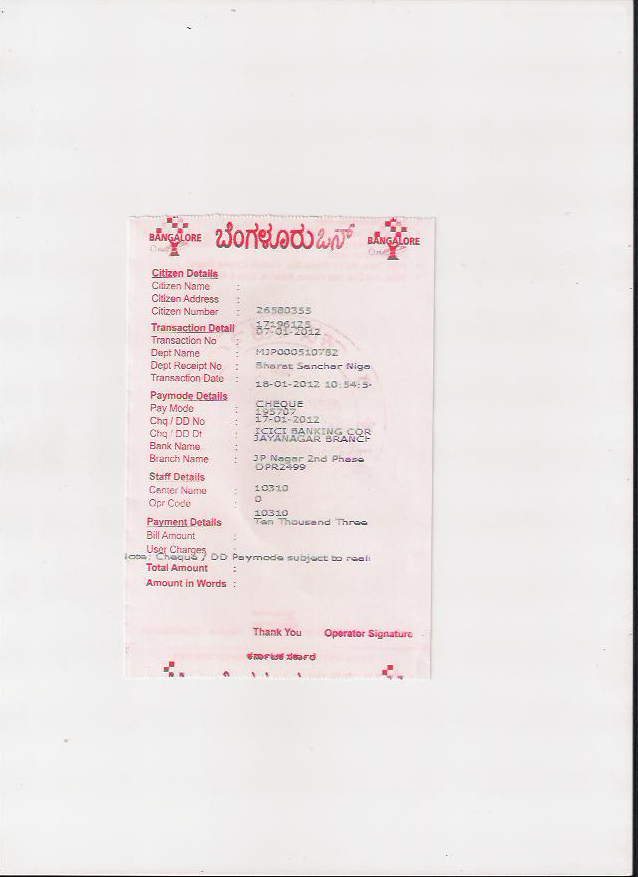 BANGALORE ಬೆಂಗಳೂರು ಒನ್ BANGALORE
Citizen Details
Citizen Name :
Citizen Address :
Citizen Number : 26580355
17196125
Transaction Detail 07-01-2012
Transaction No :
Dept Name : MJP000510782
Dept Receipt No : Bharat Sanchar Niga
Transaction Date : 18-01-2012 10:54:5
Paymode Details
Pay Mode : CHEQUE
195707
Chq / DD No : 17-01-2012
Chq / DD Dt : ICICI BANKING COR
Bank Name : JAYANAGAR BRANCH
Branch Name : JP Nagar 2nd Phase
OPR2499
Staff Details
Center Name : 10310
Opr Code : 0
10310
Payment Details Ten Thousand Three
Bill Amount :
User Charges :
Note: Cheque / DD Paymode subject to reali
Total Amount :
Amount in Words :
Thank You Operator Signature
ಕರ್ನಾಟಕ ಸರ್ಕಾರ